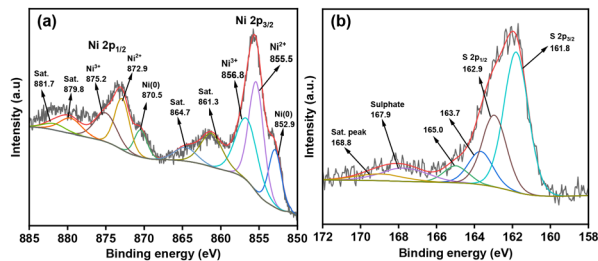 (a)
Ni 2p1/2
Ni 2p3/2
Sat.
881.7
Sat.
879.8
Ni3+
875.2
Ni2+
872.9
Ni(0)
870.5
Sat.
864.7
Sat.
861.3
Ni3+
856.8
Ni2+
855.5
Ni(0)
852.9
Intensity (a.u)
885 880 875 870 865 860 855 850
Binding energy (eV)
(b)
S 2p3/2
161.8
S 2p1/2
162.9
163.7
165.0
Sulphate
167.9
Sat. peak
168.8
Intensity (a.u.)
172 170 168 166 164 162 160 158
Binding energy (eV)